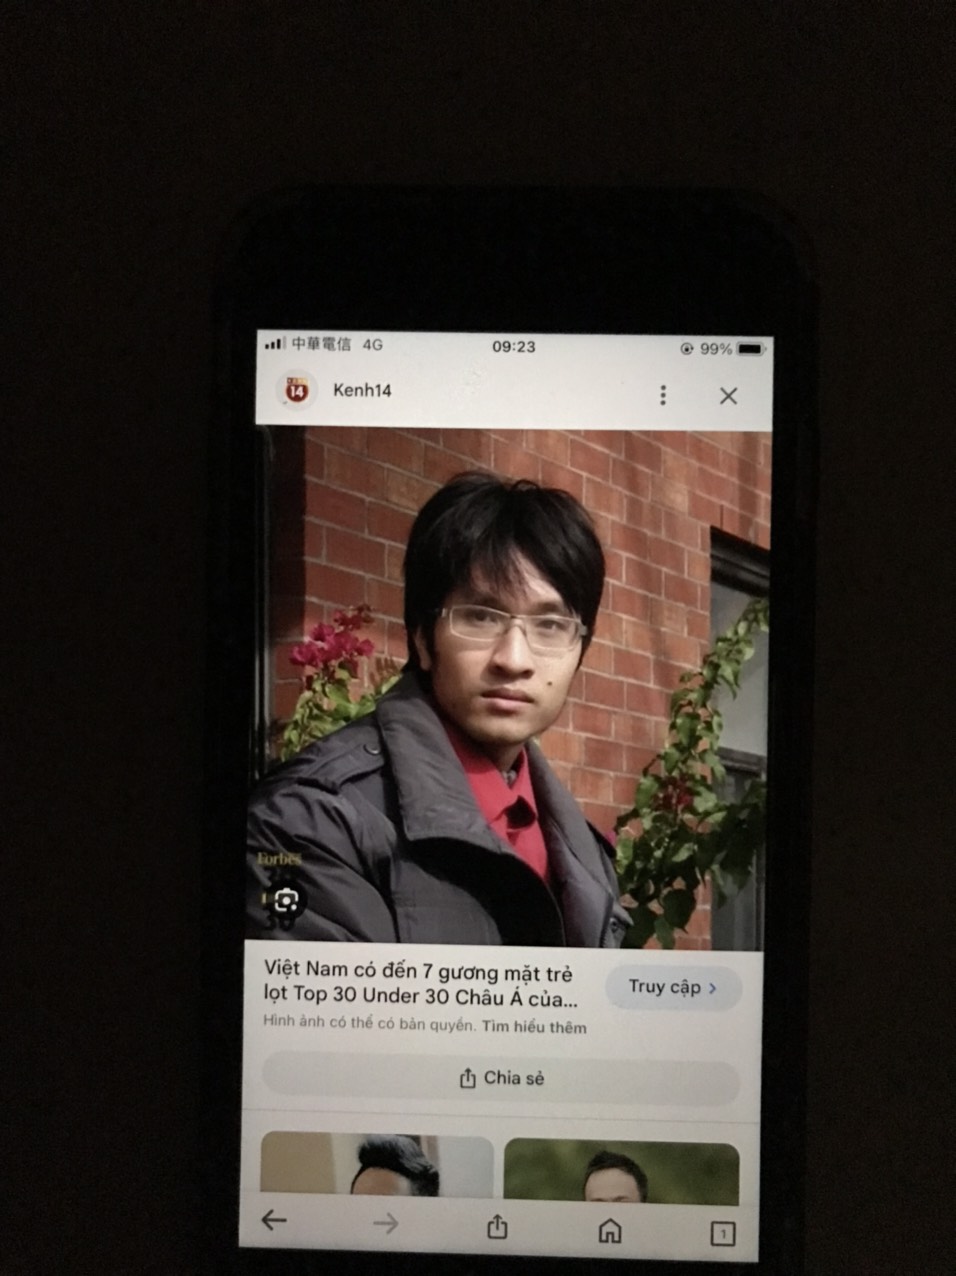 中華電信 4G
09:23
99%
14
Kenh14
Forbes
30
Việt Nam có đến 7 gương mặt trẻ
lọt Top 30 Under 30 Châu Á của...
Truy cập
Hình ảnh có thể có bản quyền. Tìm hiểu thêm
Chia sẻ
1